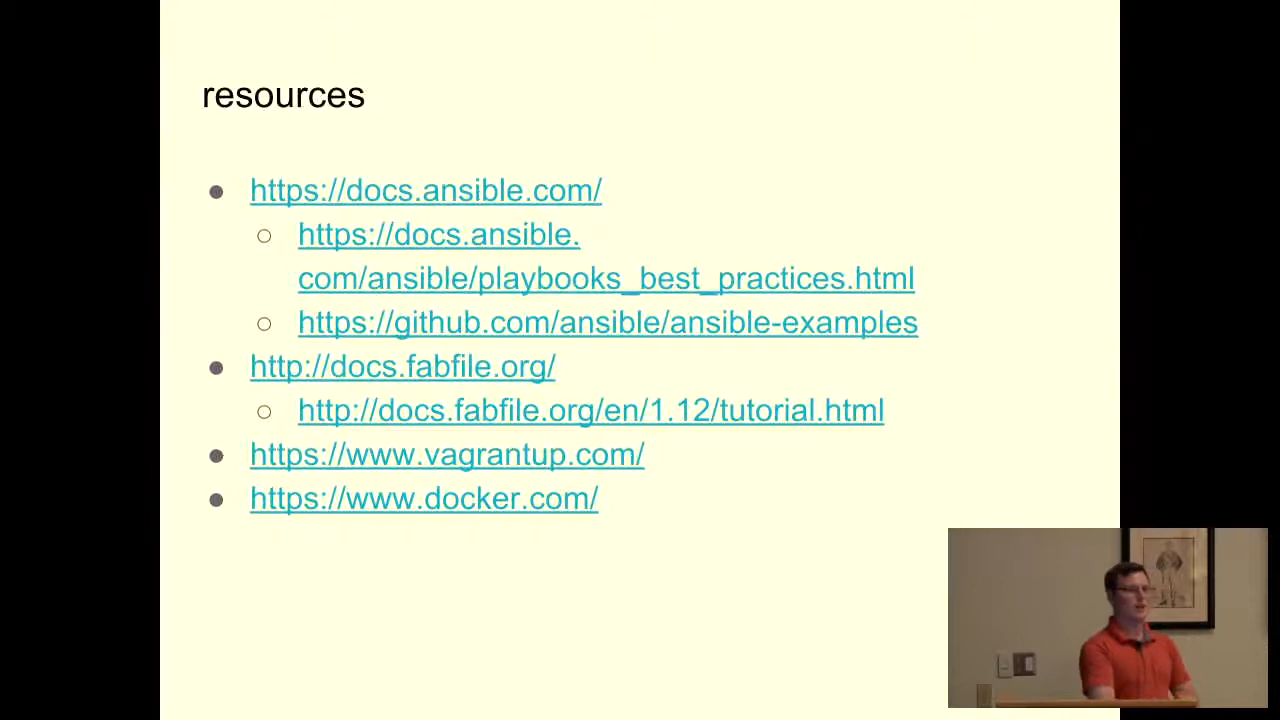 resources
https://docs.ansible.com/
https://docs.ansible.
com/ansible/playbooks_best_practices.html
https://github.com/ansible/ansible-examples
http://docs.fabfile.org/
http://docs.fabfile.org/en/1.12/tutorial.html
https://www.vagrantup.com/
https://www.docker.com/